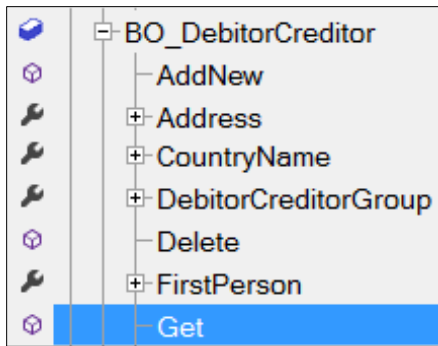 BO_DebitorCreditor
AddNew
Address
CountryName
DebitorCreditorGroup
Delete
FirstPerson
Get